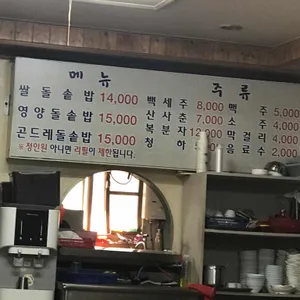 메뉴
쌀돌솥밥 14,000
영양돌솥밥 15,000
곤드레돌솥밥 15,000
주류
백세주 8,000 맥주 5,000
산사춘 7,000 소주 4,000
복분자 12,000 막걸리 4,000
청하 음료수 2,000